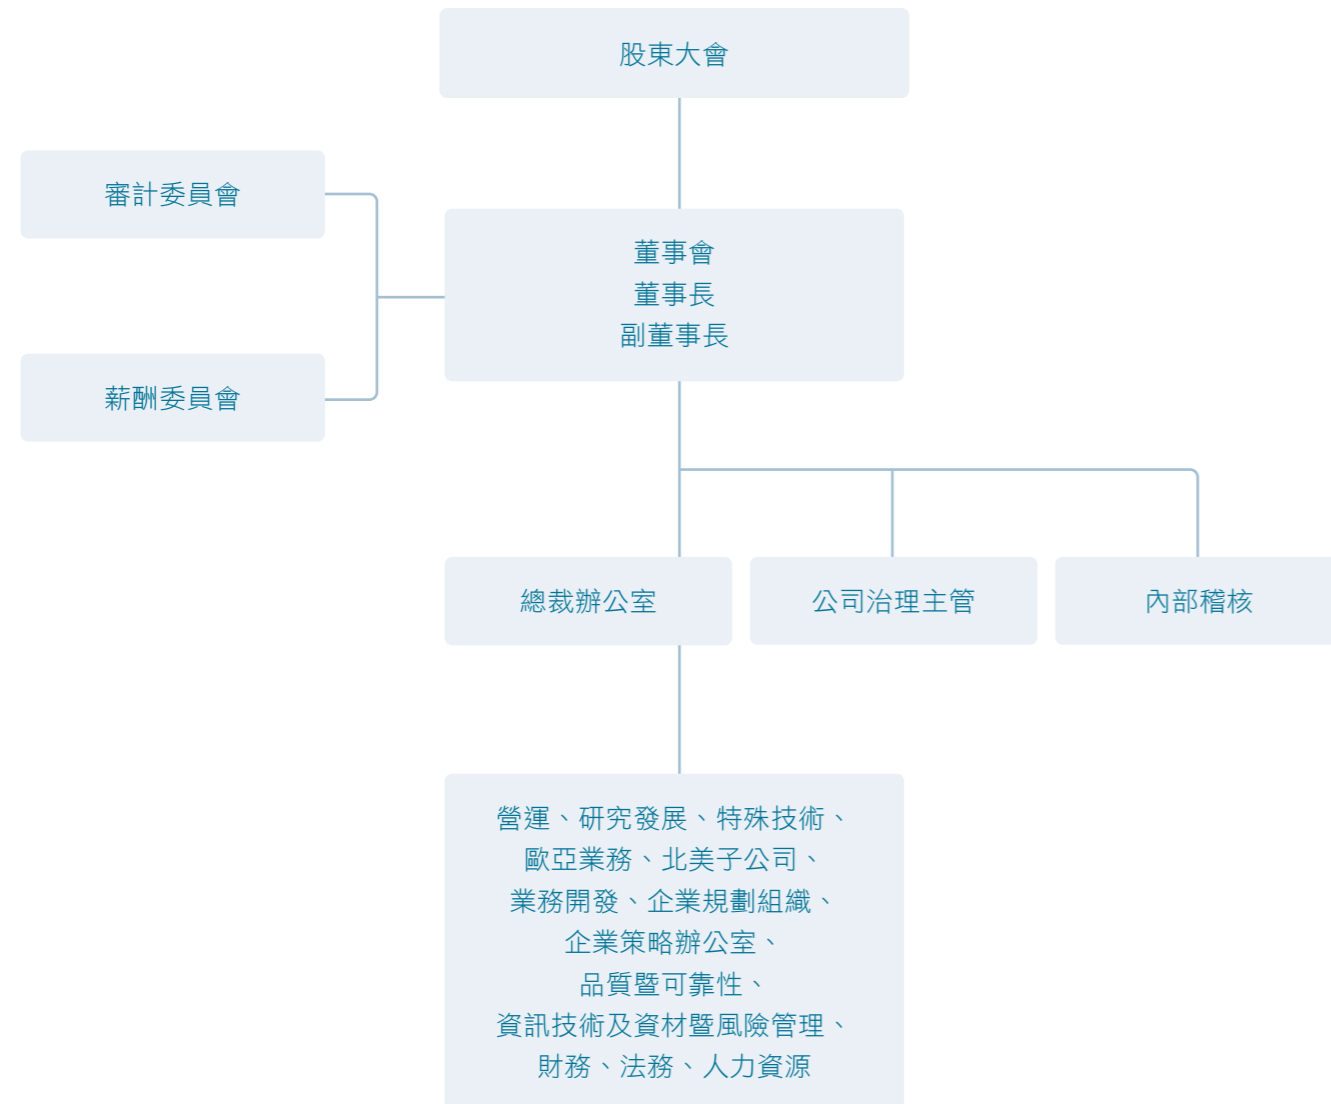 股東大會
審計委員會
董事會
董事長
副董事長
薪酬委員會
總裁辦公室
公司治理主管
內部稽核
營運、研究發展、特殊技術、
歐亞業務、北美子公司、
業務開發、企業規劃組織、
企業策略辦公室、
品質暨可靠性、
資訊技術及資材暨風險管理、
財務、法務、人力資源